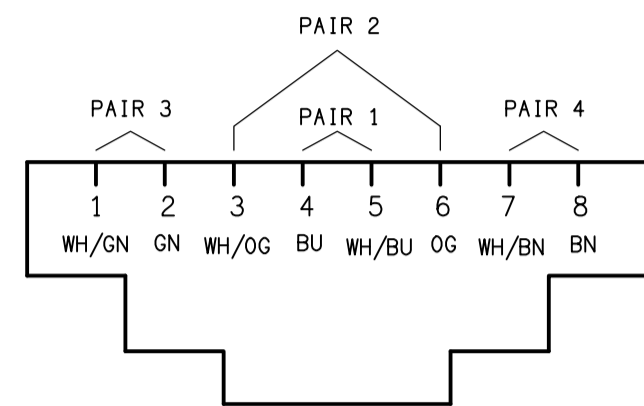 PAIR 2
PAIR 3 PAIR 1 PAIR 4
1 2 3 4 5 6 7 8
WH/GN GN WH/OG BU WH/BU OG WH/BN BN